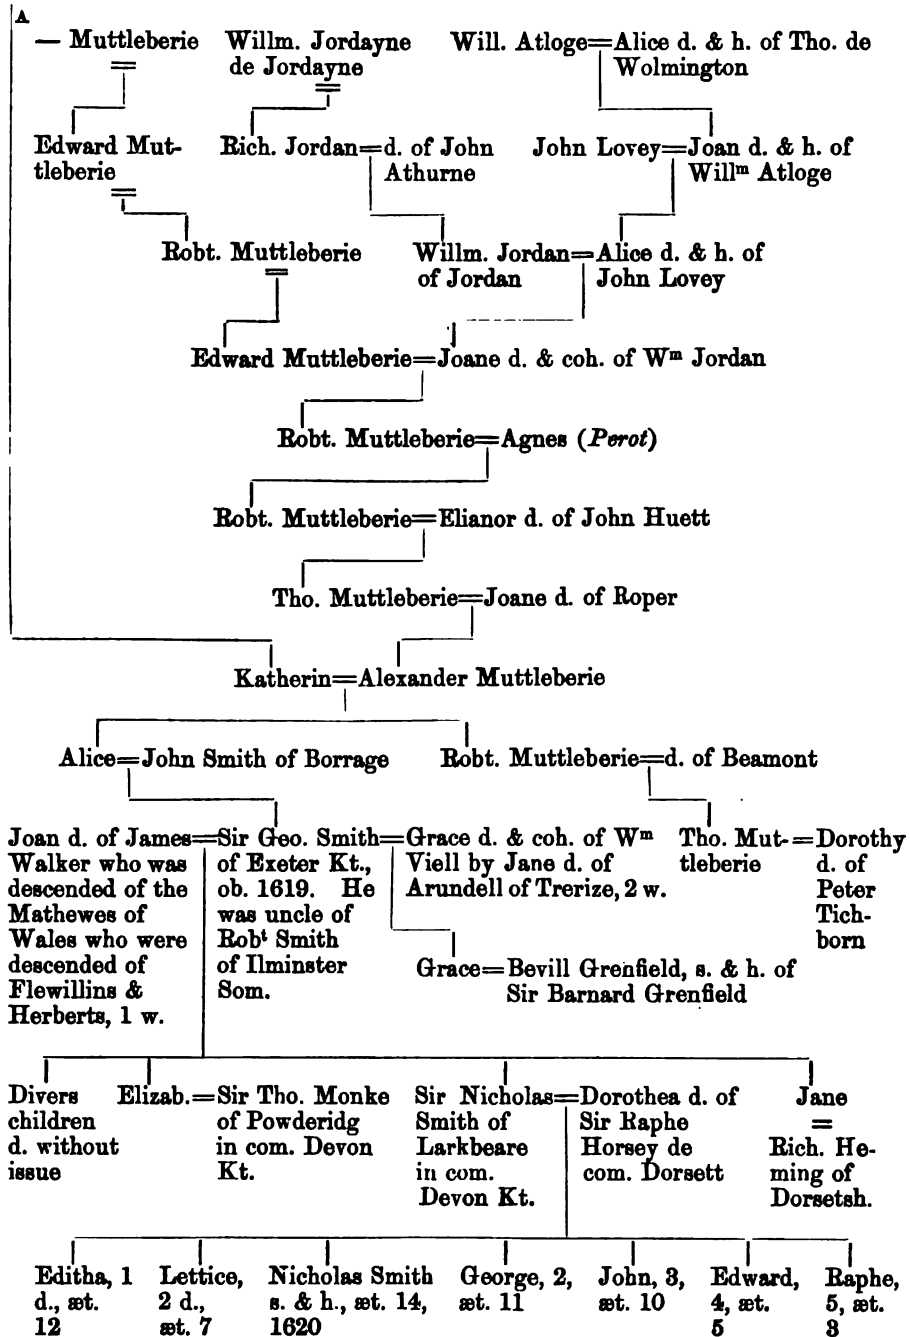 A
— Muttleberie
Willm. Jordayne
de Jordayne
Will. Atloge=Alice d. & h. of Tho. de
Wolmington
Edward Mut-
tleberie
Rich. Jordan=d. of John
Athurne
John Lovey=Joan d. & h. of
Willᵐ Atloge
Robt. Muttleberie
Willm. Jordan=Alice d. & h. of
of Jordan
John Lovey
Edward Muttleberie=Joane d. & coh. of Wᵐ Jordan
Robt. Muttleberie=Agnes (Perot)
Robt. Muttleberie=Elianor d. of John Huett
Tho. Muttleberie=Joane d. of Roper
Katherin=Alexander Muttleberie
Alice=John Smith of Borrage
Robt. Muttleberie=d. of Beamont
Joan d. of James=
Walker who was
descended of the
Mathewes of
Wales who were
descended of
Flewillins &
Herberts, 1 w.
Sir Geo. Smith=
of Exeter Kt.,
ob. 1619. He
was uncle of
Robᵗ Smith
of Ilminster
Som.
Grace d. & coh. of Wᵐ
Viell by Jane d. of
Arundell of Trerize, 2 w.
Tho. Mut-=
tleberie
Dorothy
d. of
Peter
Tich-
born
Grace=Bevill Grenfield, s. & h. of
Sir Barnard Grenfield
Divers
children
d. without
issue
Elizab.=Sir Tho. Monke
of Powderidg
in com. Devon
Kt.
Sir Nicholas=
Smith of
Larkbeare
in com.
Devon Kt.
Dorothea d. of
Sir Raphe
Horsey de
com. Dorsett
Jane
=
Rich. He-
ming of
Dorsetsh.
Editha, 1
d., æt.
12
Lettice,
2 d.,
æt. 7
Nicholas Smith
s. & h., æt. 14,
1620
George, 2,
æt. 11
John, 3,
æt. 10
Edward,
4, æt.
5
Raphe,
5, æt.
3